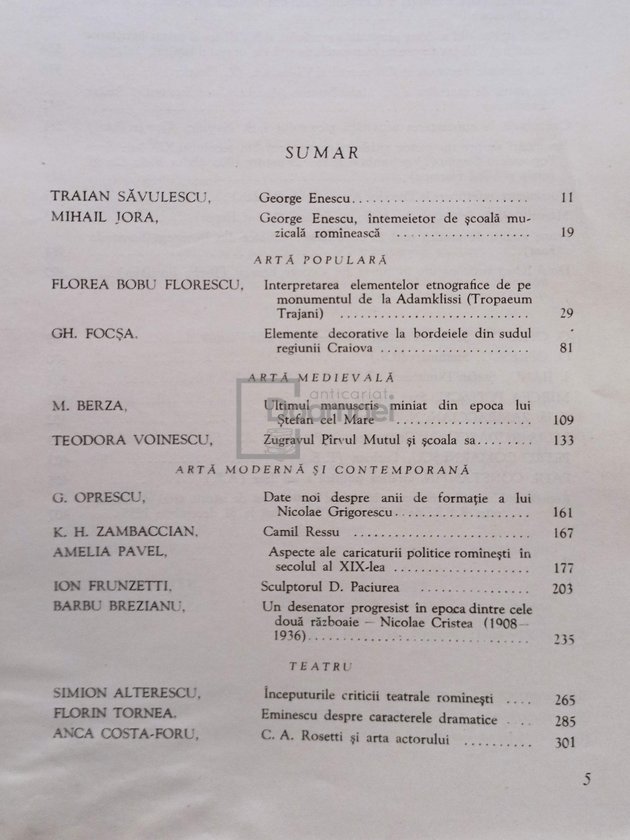 SUMAR
TRAIAN SĂVULESCU, George Enescu. . . . . . . . . . . . . . . . . . . . 11
MIHAIL JORA, George Enescu, întemeietor de școală mu-
zicală romînească . . . . . . . . . . . . . . . . 19
ARTĂ POPULARĂ
FLOREA BOBU FLORESCU, Interpretarea elementelor etnografice de pe
monumentul de la Adamklissi (Tropaeum
Trajani) . . . . . . . . . . . . . . . . . . . . 29
GH. FOCȘA. Elemente decorative la bordeiele din sudul
regiunii Craiova . . . . . . . . . . . . . . . . 81
ARTĂ MEDIEVALĂ
anticariat
M. BERZA, Ultimul manuscris miniat din epoca lui
Ștefan cel Mare . . . . . . . . . . . . . . . . 109
TEODORA VOINESCU, Zugravul Pîrvul Mutul și școala sa. . . . . . . 133
ARTĂ MODERNĂ ȘI CONTEMPORANĂ
G. OPRESCU, Date noi despre anii de formație a lui
Nicolae Grigorescu. . . . . . . . . . . . . . . . 161
K. H. ZAMBACCIAN, Camil Ressu . . . . . . . . . . . . . . . . 167
AMELIA PAVEL, Aspecte ale caricaturii politice romînești în
secolul al XIX-lea . . . . . . . . . . . . . . . . 177
ION FRUNZETTI, Sculptorul D. Paciurea . . . . . . . . . . . . 203
BARBU BREZIANU, Un desenator progresist în epoca dintre cele
două războaie — Nicolae Cristea (1908—
1936). . . . . . . . . . . . . . . . . . . . . . . . 235
TEATRU
SIMION ALTERESCU, Începuturile criticii teatrale romînești . . . . 265
FLORIN TORNEA. Eminescu despre caracterele dramatice . . . . 285
ANCA COSTA-FORU, C. A. Rosetti și arta actorului . . . . . . . . . . 301
5